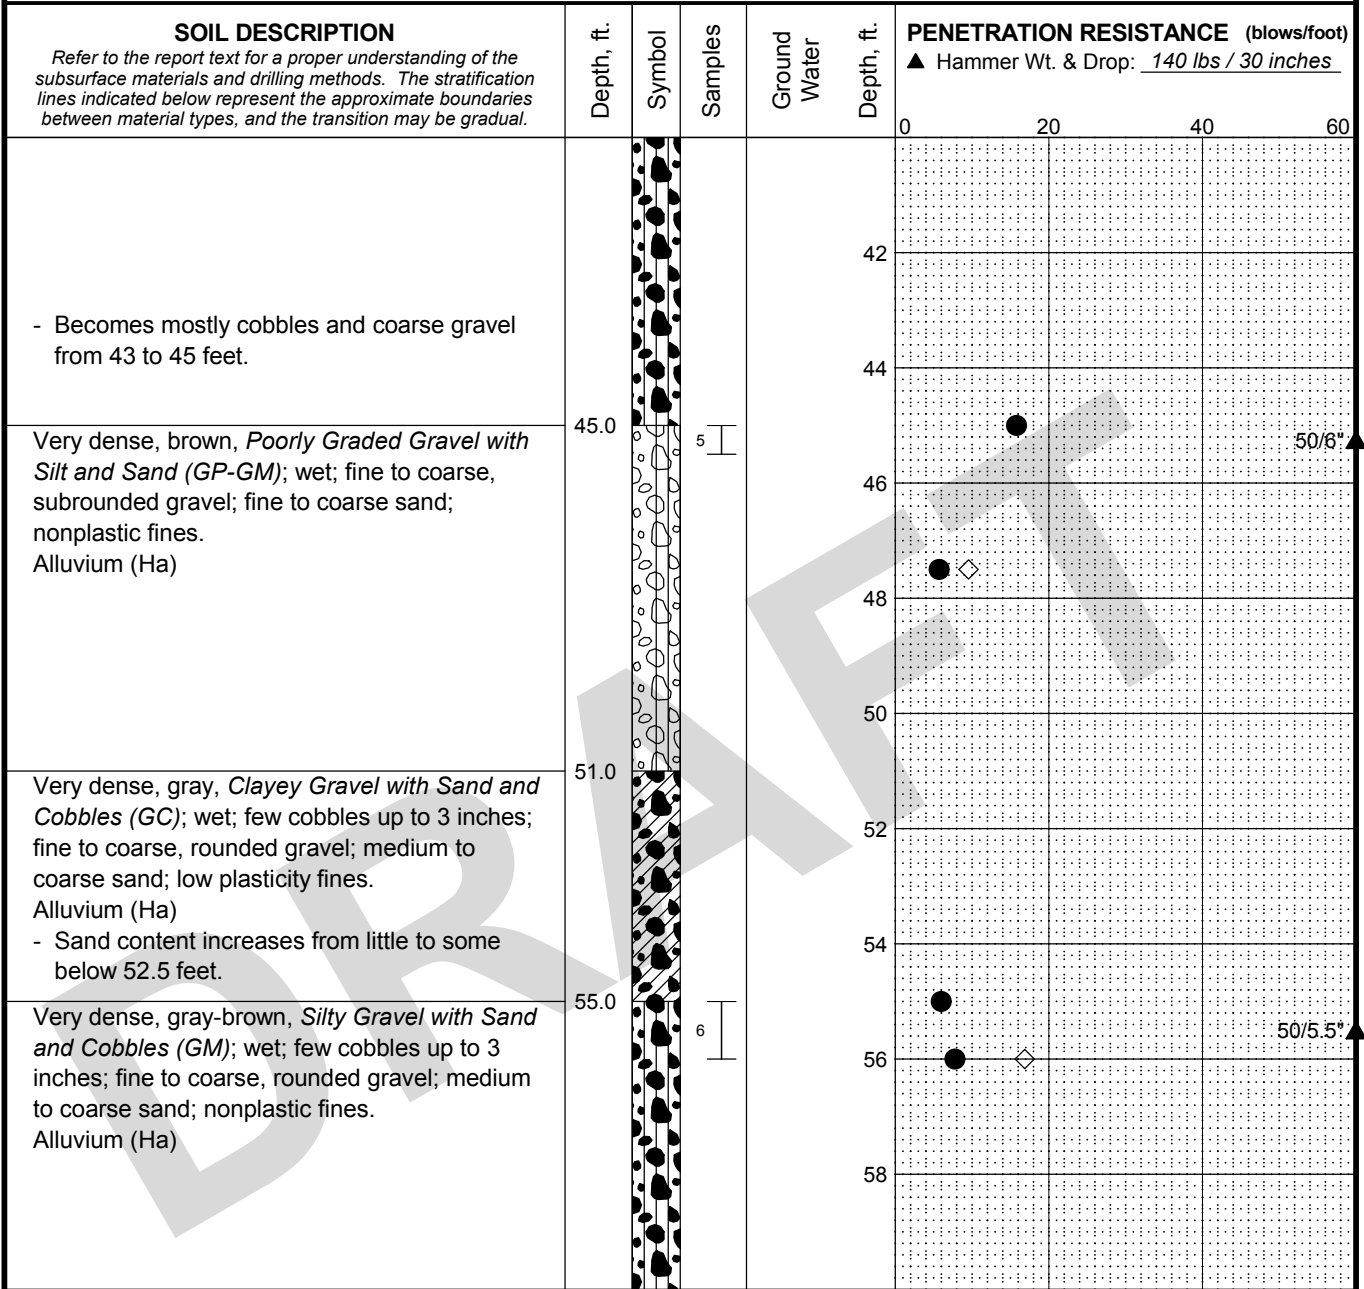 SOIL DESCRIPTION
Refer to the report text for a proper understanding of the
subsurface materials and drilling methods. The stratification
lines indicated below represent the approximate boundaries
between material types, and the transition may be gradual.
Depth, ft.
Symbol
Samples
Ground
Water
Depth, ft.
PENETRATION RESISTANCE (blows/foot)
▲ Hammer Wt. & Drop: 140 lbs / 30 inches
0 20 40 60
42
- Becomes mostly cobbles and coarse gravel
from 43 to 45 feet.
44
45.0
Very dense, brown, Poorly Graded Gravel with
Silt and Sand (GP-GM); wet; fine to coarse,
subrounded gravel; fine to coarse sand;
nonplastic fines.
Alluvium (Ha)
5
50/6"
46
48
50
51.0
Very dense, gray, Clayey Gravel with Sand and
Cobbles (GC); wet; few cobbles up to 3 inches;
fine to coarse, rounded gravel; medium to
coarse sand; low plasticity fines.
Alluvium (Ha)
- Sand content increases from little to some
below 52.5 feet.
52
54
55.0
Very dense, gray-brown, Silty Gravel with Sand
and Cobbles (GM); wet; few cobbles up to 3
inches; fine to coarse, rounded gravel; medium
to coarse sand; nonplastic fines.
Alluvium (Ha)
6
50/5.5"
56
58
DRAFT